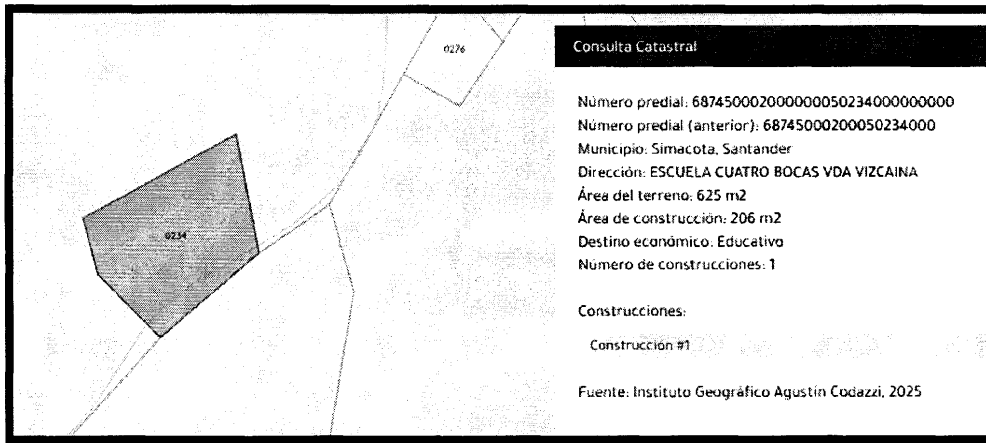 0276
0234
Consulta Catastral
Número predial: 687450002000000050234000000000
Número predial (anterior): 68745000200050234000
Municipio: Simacota, Santander
Dirección: ESCUELA CUATRO BOCAS VDA VIZCAINA
Área del terreno: 625 m2
Área de construcción: 206 m2
Destino económico: Educativo
Número de construcciones: 1
Construcciones:
Construcción #1
Fuente: Instituto Geográfico Agustín Codazzi, 2025